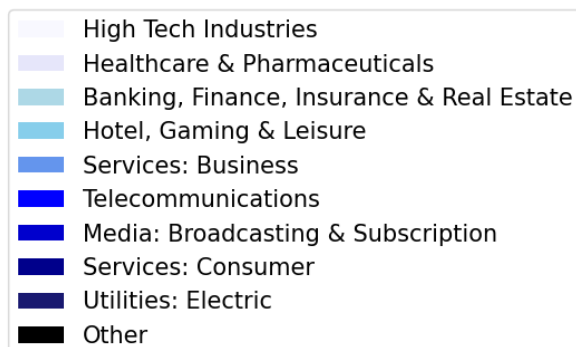 High Tech Industries
Healthcare & Pharmaceuticals
Banking, Finance, Insurance & Real Estate
Hotel, Gaming & Leisure
Services: Business
Telecommunications
Media: Broadcasting & Subscription
Services: Consumer
Utilities: Electric
Other